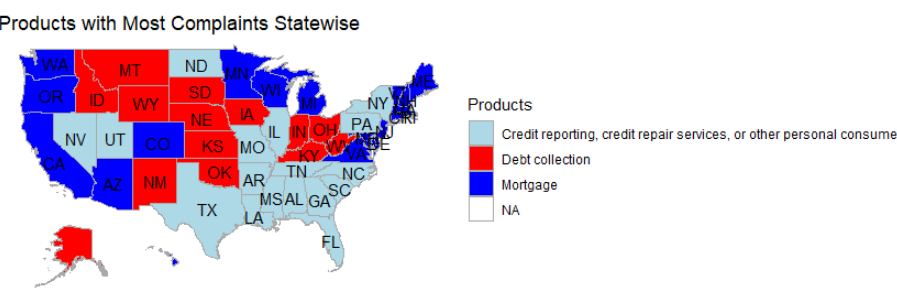 Products with Most Complaints Statewise
WA
MT
ND
MN
ME
OR
ID
WY
SD
WI
MI
NY
NV
UT
CO
NE
IA
IL
IN
OH
PA
NJ
CA
KS
MO
KY
WV
VA
DE
AZ
NM
OK
AR
TN
NC
SC
TX
LA
MS
AL
GA
FL
Products
Credit reporting, credit repair services, or other personal consume
Debt collection
Mortgage
NA